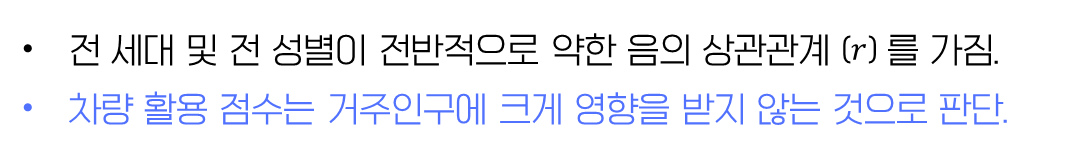 • 전 세대 및 전 성별이 전반적으로 약한 음의 상관관계 (r) 를 가짐.
• 차량 활용 점수는 거주인구에 크게 영향을 받지 않는 것으로 판단.